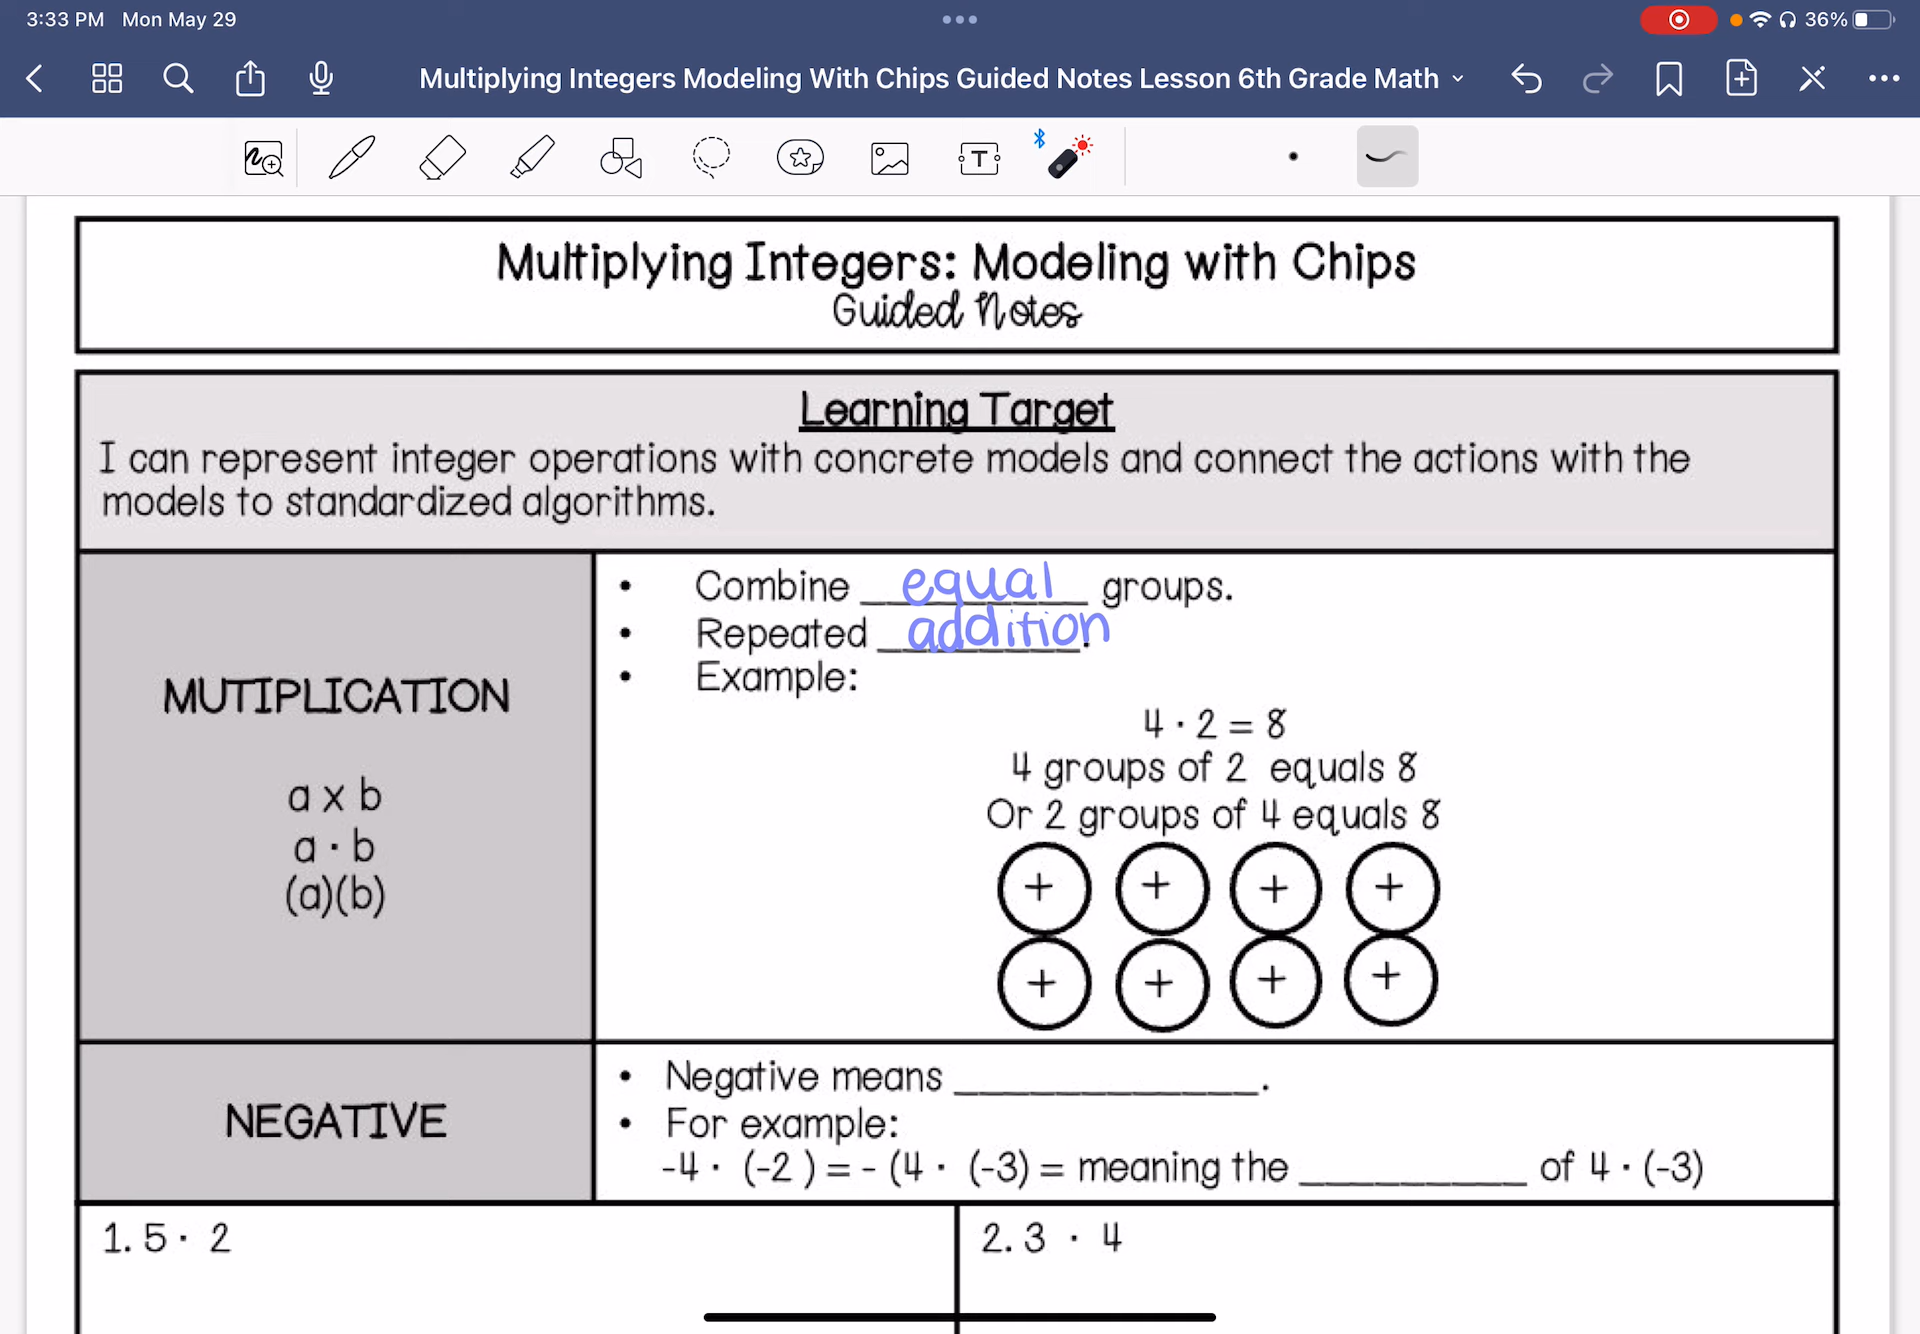 3:33 PM Mon May 29
36%
Multiplying Integers Modeling With Chips Guided Notes Lesson 6th Grade Math
T
Multiplying Integers: Modeling with Chips
Guided Notes
Learning Target
I can represent integer operations with concrete models and connect the actions with the
models to standardized algorithms.
MUTIPLICATION
a x b
a · b
(a)(b)
• Combine equal groups.
• Repeated addition.
• Example:
4 · 2 = 8
4 groups of 2 equals 8
Or 2 groups of 4 equals 8
+ + + +
+ + + +
NEGATIVE
• Negative means ____________.
• For example:
-4 · (-2 ) = - (4 · (-3) = meaning the _________ of 4 · (-3)
1. 5 · 2
2. 3 · 4